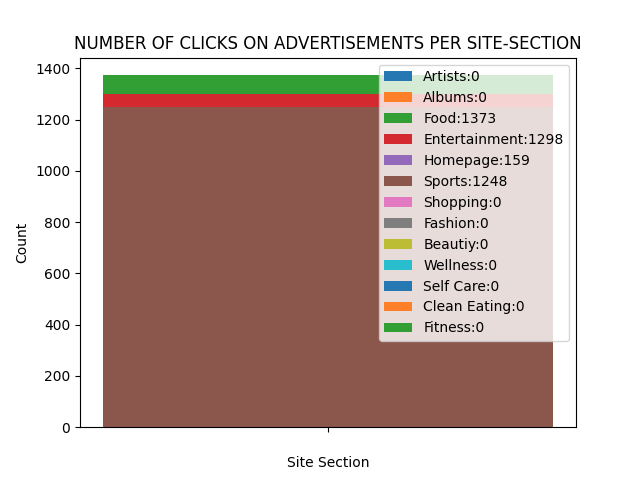 NUMBER OF CLICKS ON ADVERTISEMENTS PER SITE-SECTION
1400
1200
1000
800
600
400
200
0
Count
Artists:0
Albums:0
Food:1373
Entertainment:1298
Homepage:159
Sports:1248
Shopping:0
Fashion:0
Beautiy:0
Wellness:0
Self Care:0
Clean Eating:0
Fitness:0
Site Section